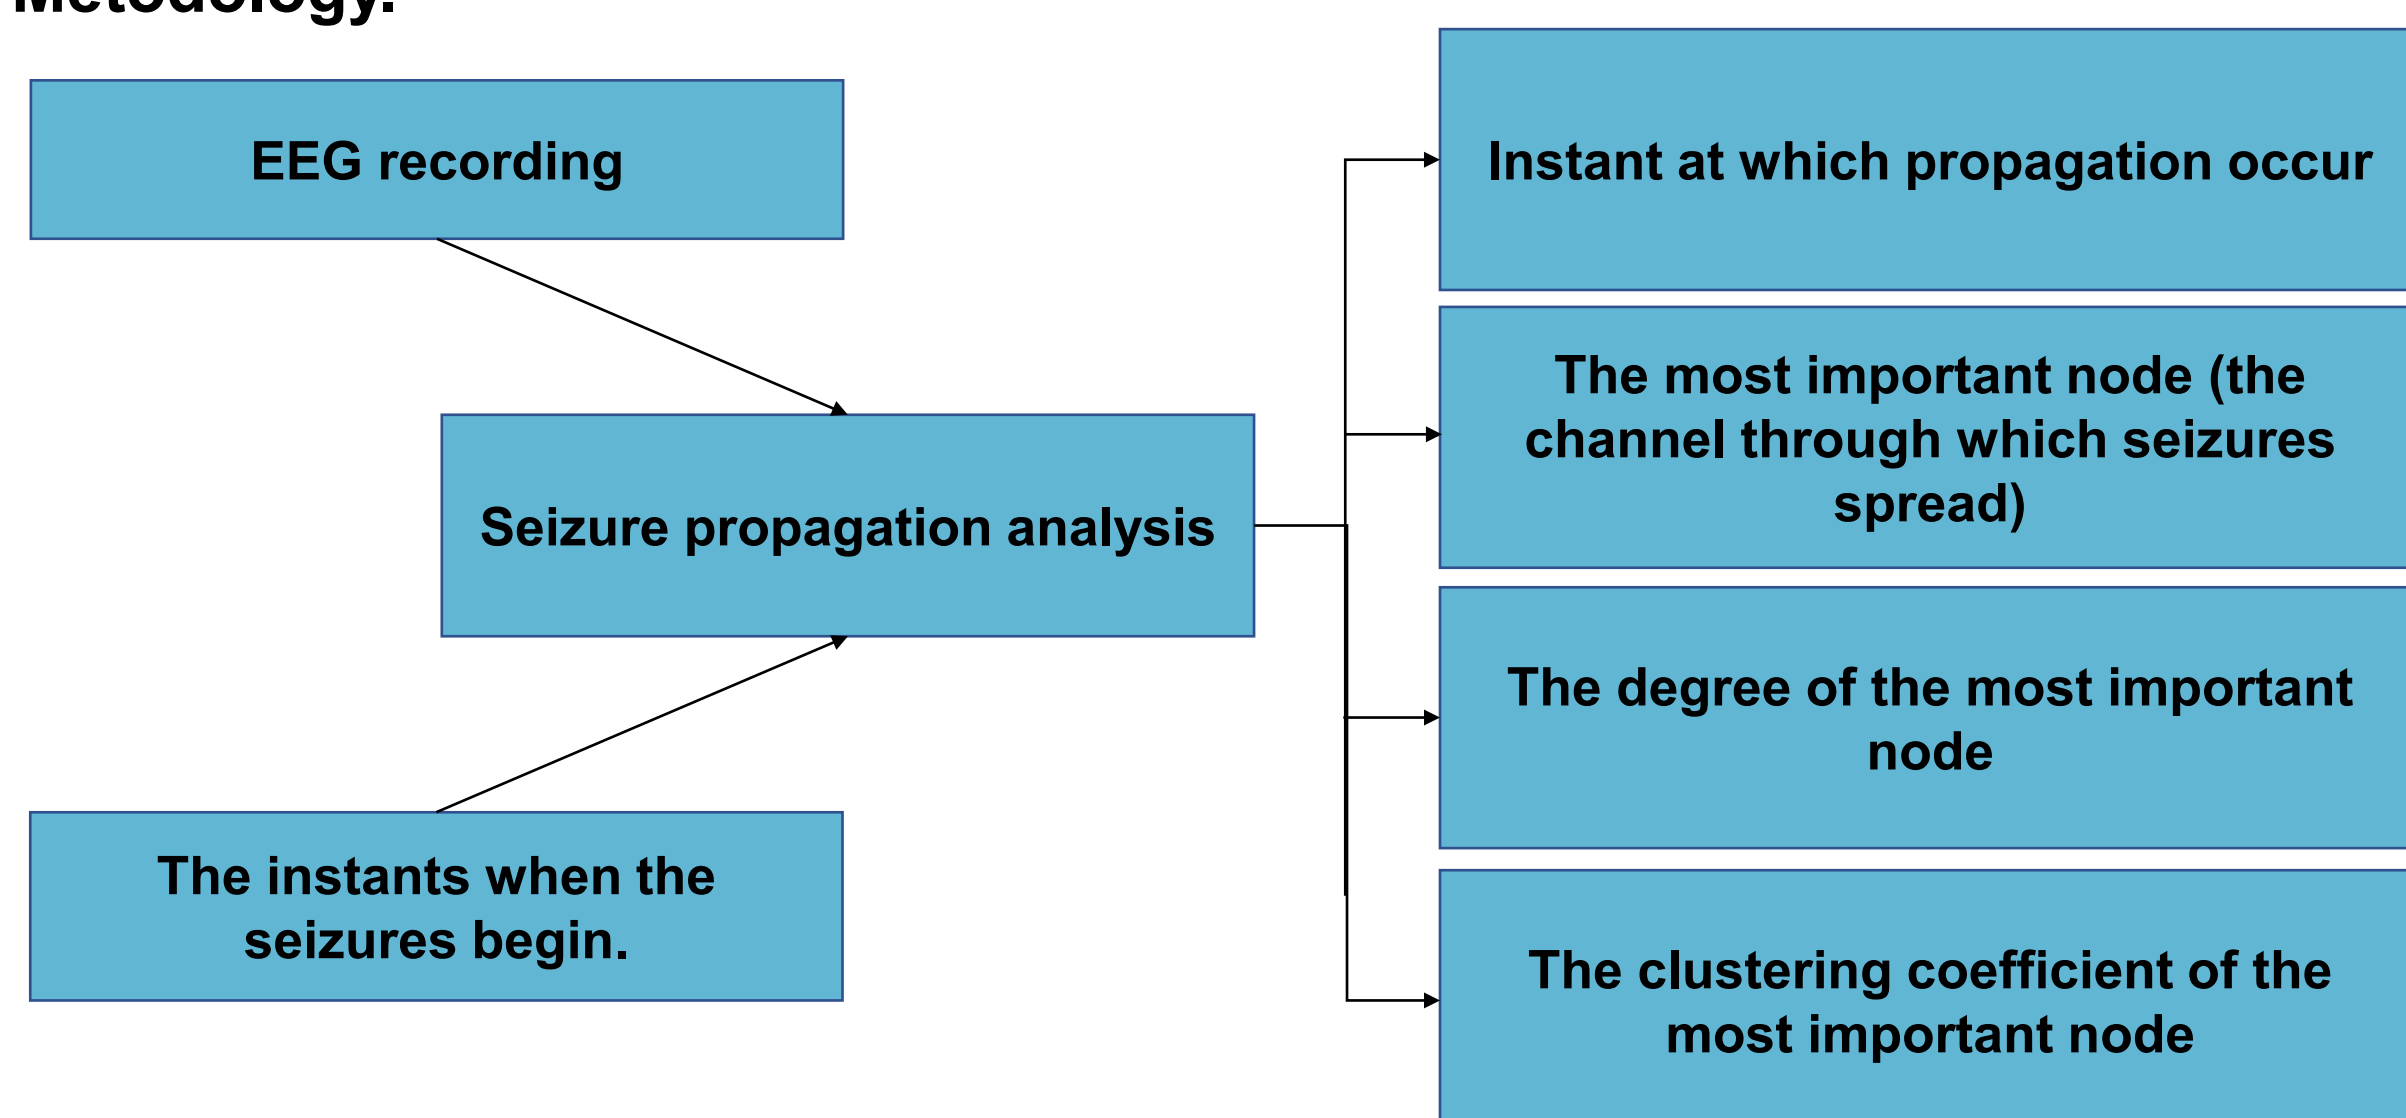 Metodology.
EEG recording
Instant at which propagation occur
The most important node (the
channel through which seizures
spread)
Seizure propagation analysis
The degree of the most important
node
The instants when the
seizures begin.
The clustering coefficient of the
most important node